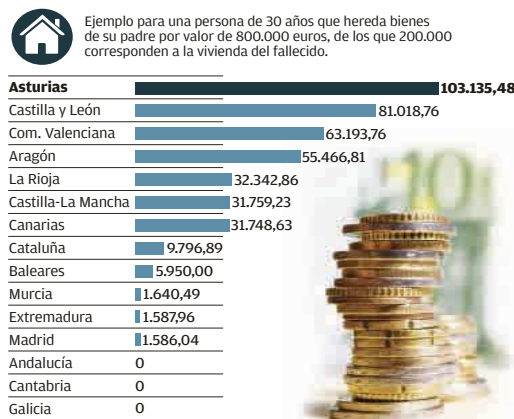 Ejemplo para una persona de 30 años que hereda bienes
de su padre por valor de 800.000 euros, de los que 200.000
corresponden a la vivienda del fallecido.
Asturias 103.135,48
Castilla y León 81.018,76
Com. Valenciana 63.193,76
Aragón 55.466,81
La Rioja 32.342,86
Castilla-La Mancha 31.759,23
Canarias 31.748,63
Cataluña 9.796,89
Baleares 5.950,00
Murcia 1.640,49
Extremadura 1.587,96
Madrid 1.586,04
Andalucía 0
Cantabria 0
Galicia 0